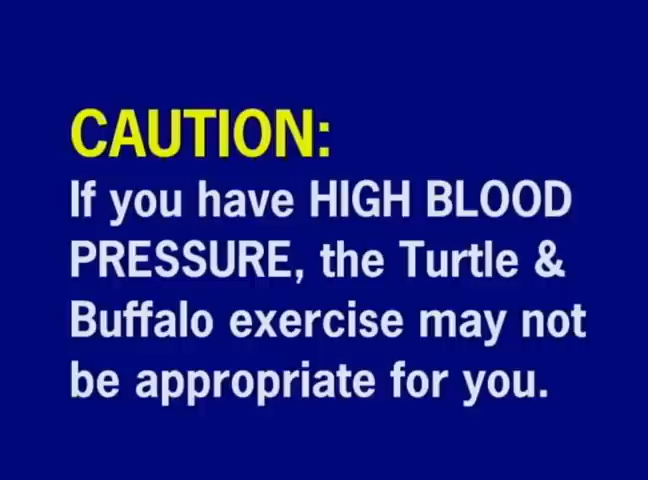 CAUTION:
If you have HIGH BLOOD
PRESSURE, the Turtle &
Buffalo exercise may not
be appropriate for you.